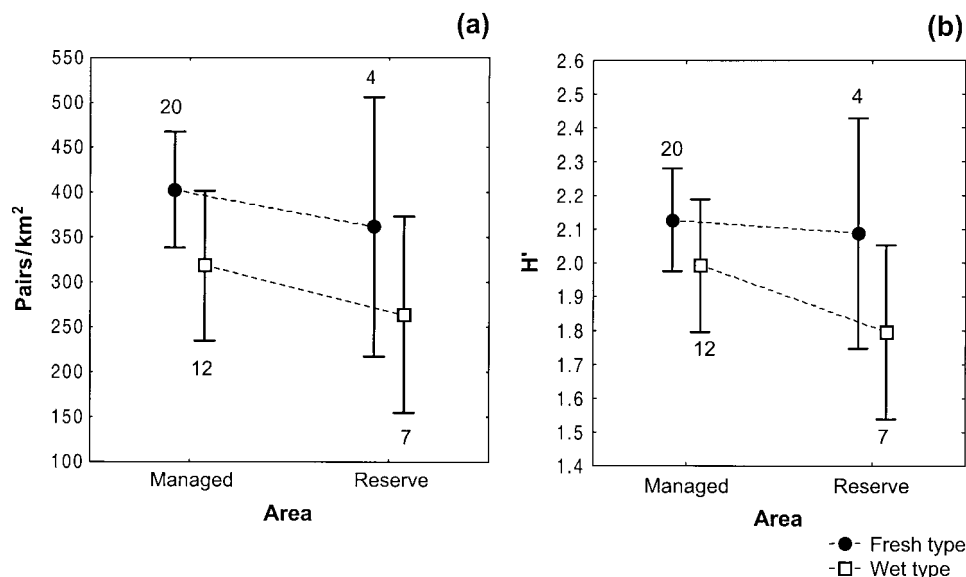 (a)
550
500
450
400
350
300
250
200
150
100
Pairs/km²
20
4
12
7
Managed
Reserve
Area
(b)
2.6
2.5
2.4
2.3
2.2
2.1
2.0
1.9
1.8
1.7
1.6
1.5
1.4
H'
20
4
12
7
Managed
Reserve
Area
Fresh type
Wet type